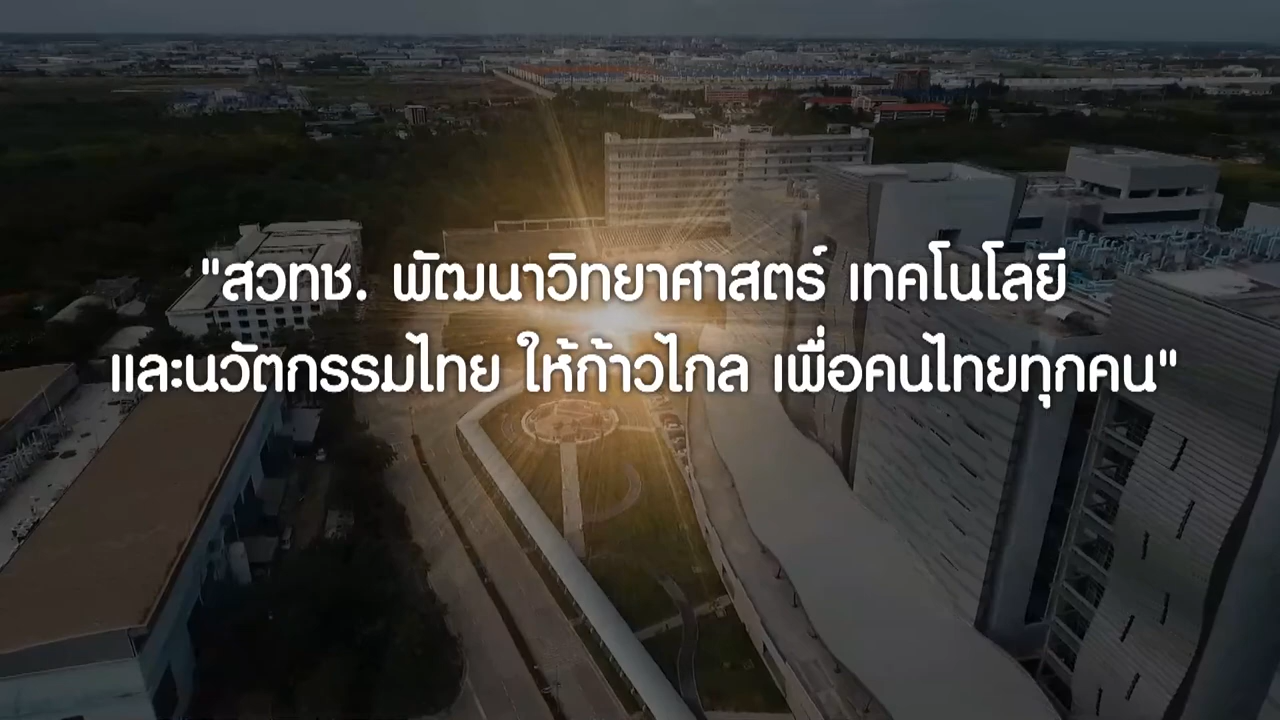 "สวทช. พัฒนาวิทยาศาสตร์ เทคโนโลยี
และนวัตกรรมไทย ให้ก้าวไกล เพื่อคนไทยทุกคน"